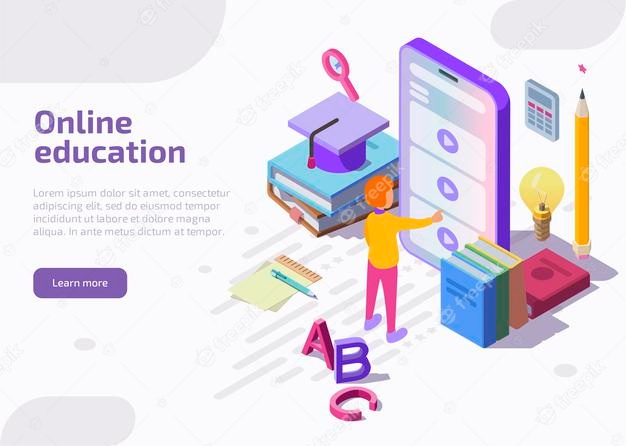 Online
education
Lorem ipsum dolor sit amet, consectetur
adipiscing elit, sed do eiusmod tempor
incididunt ut labore et dolore magna
aliqua. In ante metus dictum at tempor.
Learn more
A
B
C